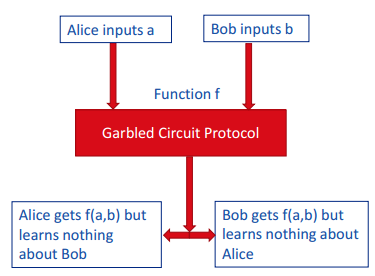 Alice inputs a
Bob inputs b
Function f
Garbled Circuit Protocol
Alice gets f(a,b) but
learns nothing
about Bob
Bob gets f(a,b) but
learns nothing about
Alice